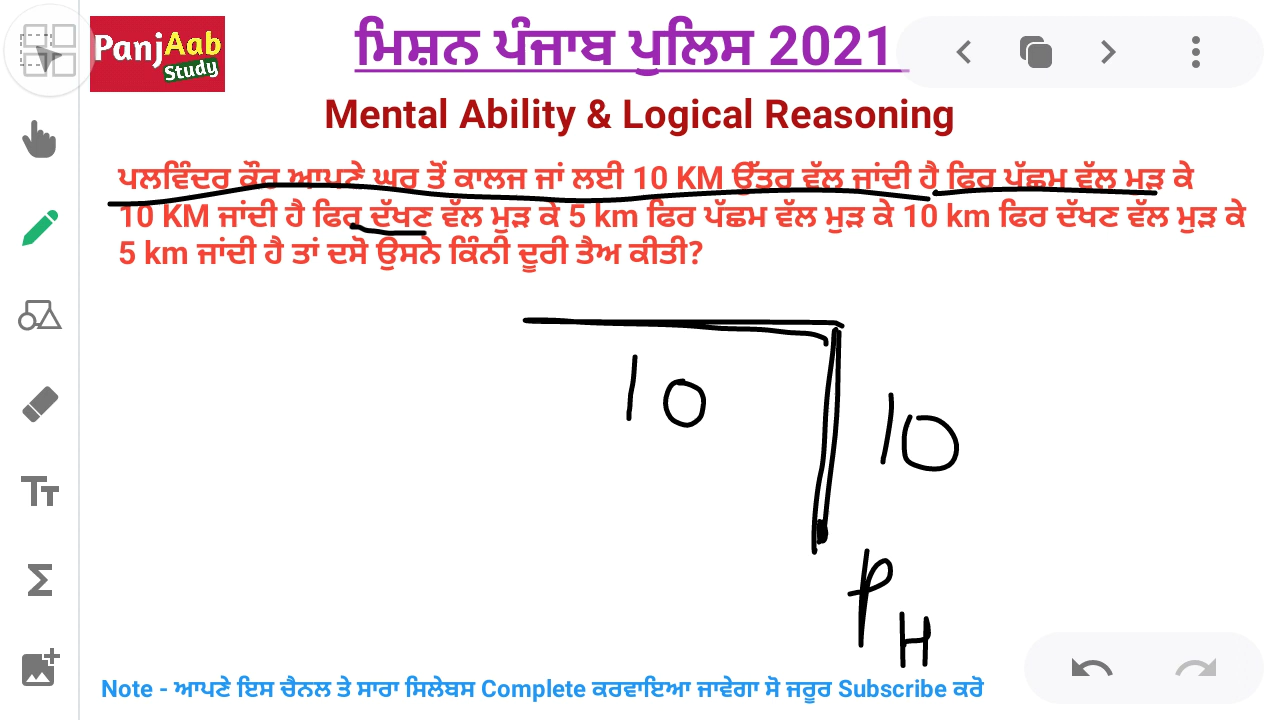 PanjAab
Study
ਮਿਸ਼ਨ ਪੰਜਾਬ ਪੁਲਿਸ 2021
Mental Ability & Logical Reasoning
ਪਲਵਿੰਦਰ ਕੌਰ ਆਪਣੇ ਘਰ ਤੋਂ ਕਾਲਜ ਜਾਂ ਲਈ 10 KM ਉੱਤਰ ਵੱਲ ਜਾਂਦੀ ਹੈ ਫਿਰ ਪੱਛਮ ਵੱਲ ਮੁੜ ਕੇ
10 KM ਜਾਂਦੀ ਹੈ ਫਿਰ ਦੱਖਣ ਵੱਲ ਮੁੜ ਕੇ 5 km ਫਿਰ ਪੱਛਮ ਵੱਲ ਮੁੜ ਕੇ 10 km ਫਿਰ ਦੱਖਣ ਵੱਲ ਮੁੜ ਕੇ
5 km ਜਾਂਦੀ ਹੈ ਤਾਂ ਦਸੋ ਉਸਨੇ ਕਿੰਨੀ ਦੂਰੀ ਤੈਅ ਕੀਤੀ?
10
10
P
H
Tт
Σ
Note - ਆਪਣੇ ਇਸ ਚੈਨਲ ਤੇ ਸਾਰਾ ਸਿਲੇਬਸ Complete ਕਰਵਾਇਆ ਜਾਵੇਗਾ ਸੋ ਜਰੂਰ Subscribe ਕਰੋ